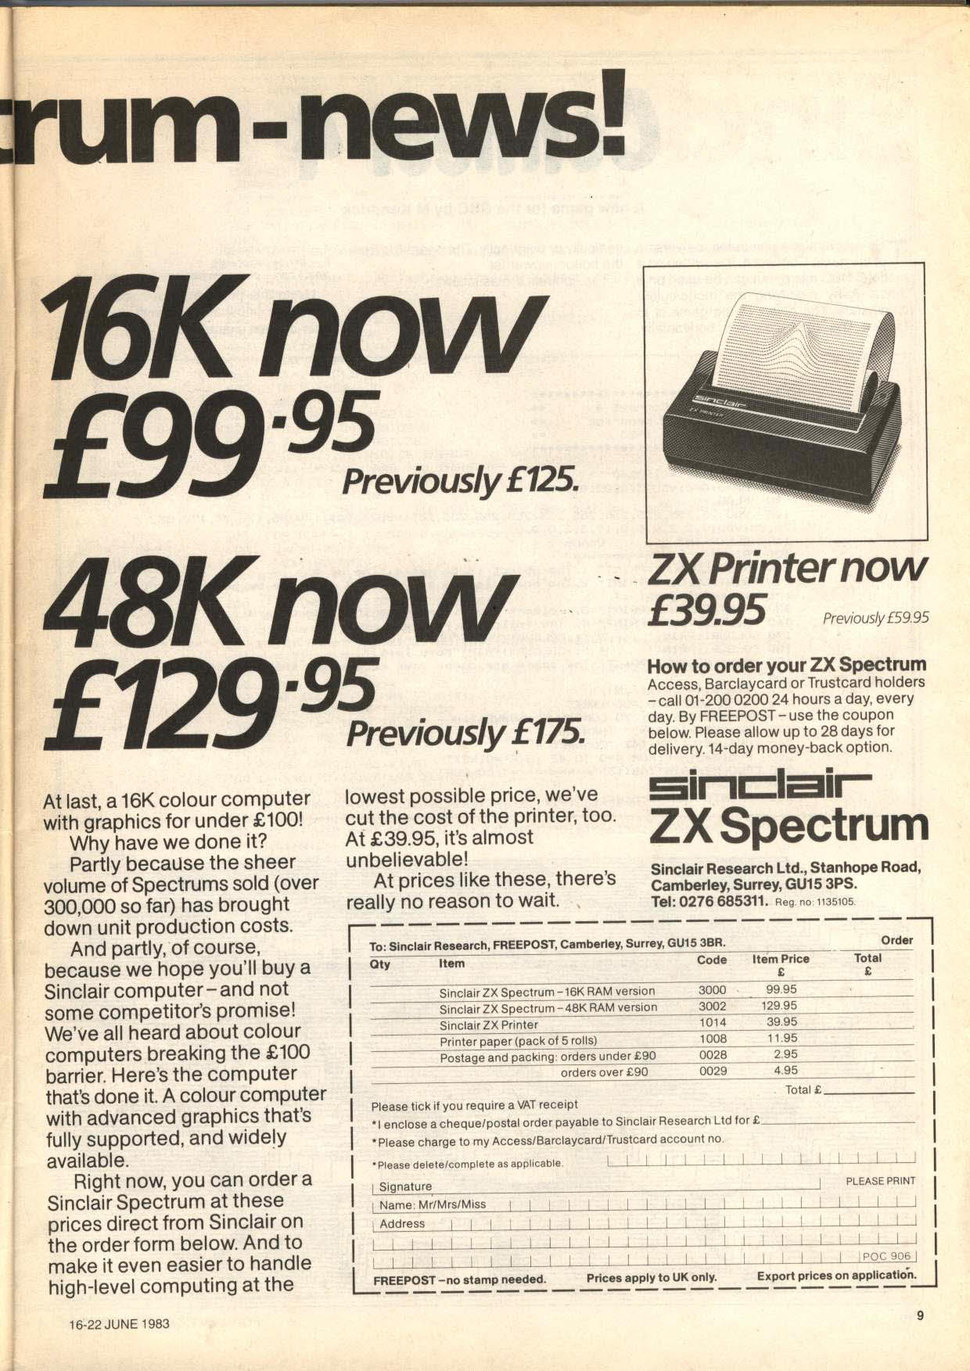 trum-news!
16K now
£99.95
Previously £125.
48K now
£129.95
Previously £175.
At last, a 16K colour computer
with graphics for under £100!
Why have we done it?
Partly because the sheer
volume of Spectrums sold (over
300,000 so far) has brought
down unit production costs.
And partly, of course,
because we hope you'll buy a
Sinclair computer–and not
some competitor's promise!
We've all heard about colour
computers breaking the £100
barrier. Here's the computer
that's done it. A colour computer
with advanced graphics that's
fully supported, and widely
available.
Right now, you can order a
Sinclair Spectrum at these
prices direct from Sinclair on
the order form below. And to
make it even easier to handle
high-level computing at the
lowest possible price, we've
cut the cost of the printer, too.
At £39.95, it's almost
unbelievable!
At prices like these, there's
really no reason to wait.
sinclair
ZX PRINTER
ZX Printer now
£39.95
Previously £59.95
How to order your ZX Spectrum
Access, Barclaycard or Trustcard holders
–call 01-200 0200 24 hours a day, every
day. By FREEPOST–use the coupon
below. Please allow up to 28 days for
delivery. 14-day money-back option.
sinclair
ZX Spectrum
Sinclair Research Ltd., Stanhope Road,
Camberley, Surrey, GU15 3PS.
Tel: 0276 685311. Reg. no: 1135105.
To: Sinclair Research, FREEPOST, Camberley, Surrey, GU15 3BR. Order
Qty Item Code Item Price £ Total £
Sinclair ZX Spectrum–16K RAM version 3000 99.95
Sinclair ZX Spectrum–48K RAM version 3002 129.95
Sinclair ZX Printer 1014 39.95
Printer paper (pack of 5 rolls) 1008 11.95
Postage and packing: orders under £90 0028 2.95
orders over £90 0029 4.95
Total £
Please tick if you require a VAT receipt
*I enclose a cheque/postal order payable to Sinclair Research Ltd for £
*Please charge to my Access/Barclaycard/Trustcard account no.
*Please delete/complete as applicable.
Signature PLEASE PRINT
Name: Mr/Mrs/Miss
Address
POC 906
FREEPOST–no stamp needed. Prices apply to UK only. Export prices on application.
16-22 JUNE 1983
9